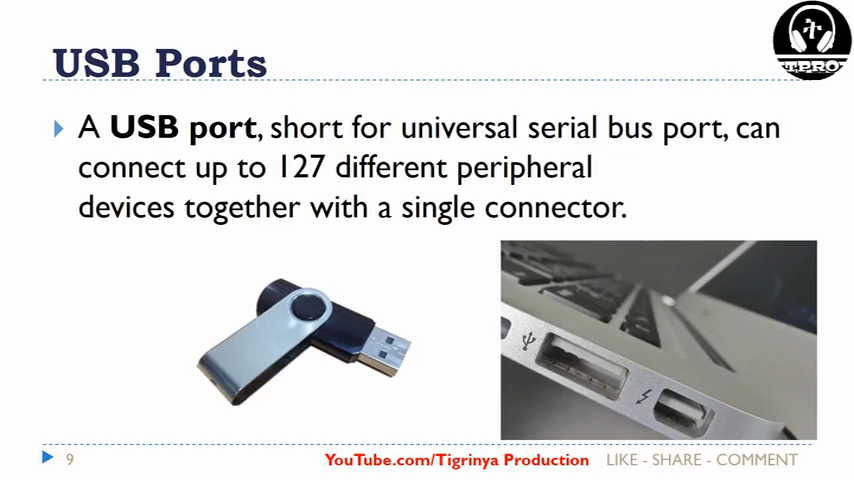 USB Ports
A USB port, short for universal serial bus port, can
connect up to 127 different peripheral
devices together with a single connector.
9
YouTube.com/Tigrinya Production LIKE - SHARE - COMMENT